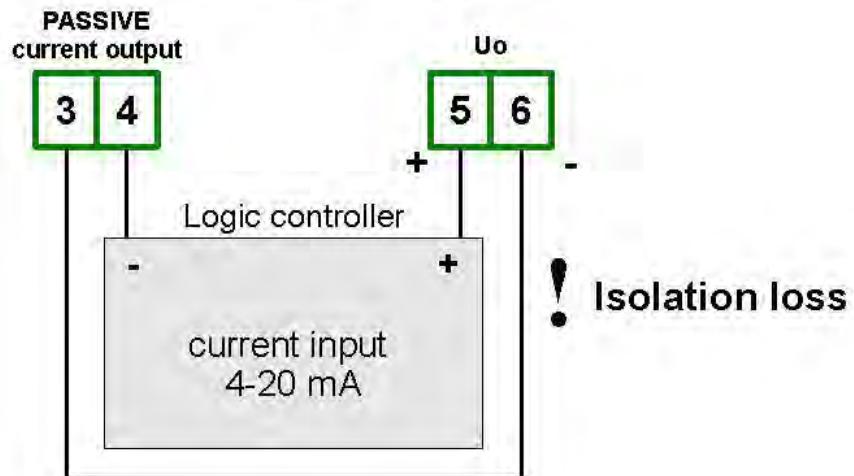 PASSIVE
current output
Uo
3 4
5 6
+ -
Logic controller
- +
! Isolation loss
current input
4-20 mA